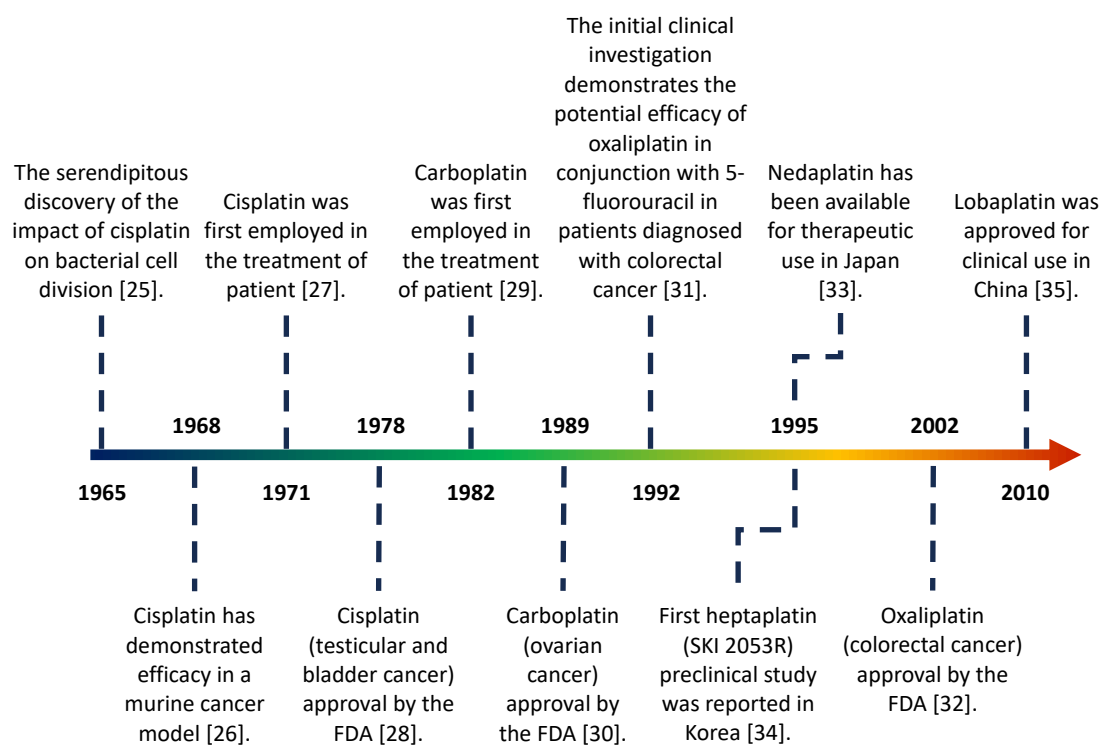 The serendipitous
discovery of the
impact of cisplatin
on bacterial cell
division [25].
Cisplatin was
first employed in
the treatment of
patient [27].
Carboplatin
was first
employed in
the treatment
of patient [29].
The initial clinical
investigation
demonstrates the
potential efficacy of
oxaliplatin in
conjunction with 5-
fluorouracil in
patients diagnosed
with colorectal
cancer [31].
Nedaplatin has
been available
for therapeutic
use in Japan
[33].
Lobaplatin was
approved for
clinical use in
China [35].
1968
1978
1989
1995
2002
1965
1971
1982
1992
2010
Cisplatin has
demonstrated
efficacy in a
murine cancer
model [26].
Cisplatin
(testicular and
bladder cancer)
approval by the
FDA [28].
Carboplatin
(ovarian
cancer)
approval by
the FDA [30].
First heptaplatin
(SKI 2053R)
preclinical study
was reported in
Korea [34].
Oxaliplatin
(colorectal cancer)
approval by the
FDA [32].